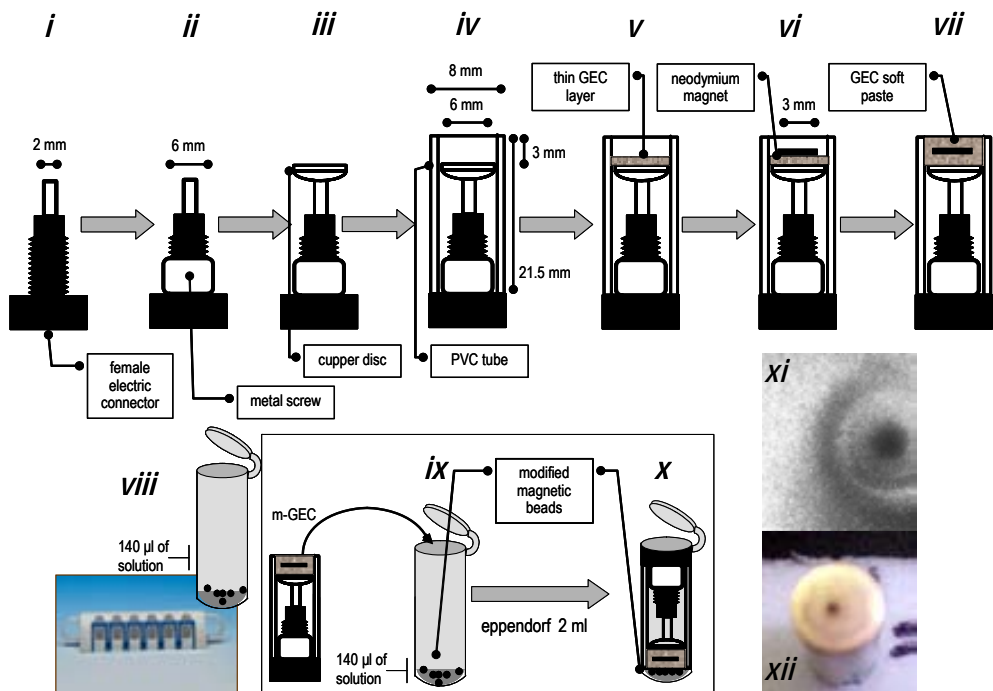 i
ii
iii
iv
v
vi
vii
8 mm
thin GEC
layer
neodymium
magnet
GEC soft
paste
2 mm
6 mm
6 mm
3 mm
3 mm
21.5 mm
female
electric
connector
metal screw
cupper disc
PVC tube
xi
viii
ix
modified
magnetic
beads
x
m-GEC
140 µl of
solution
eppendorf 2 ml
140 µl of
solution
xii